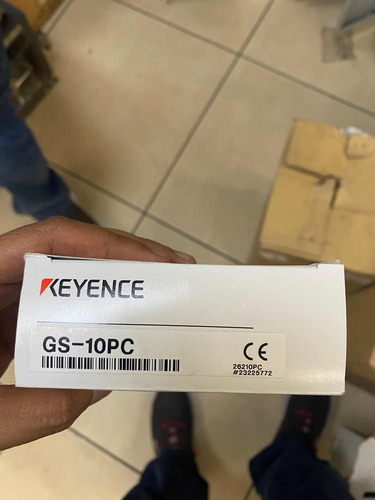 KEYENCE
GS-10PC
CE
26210PC
#23225772